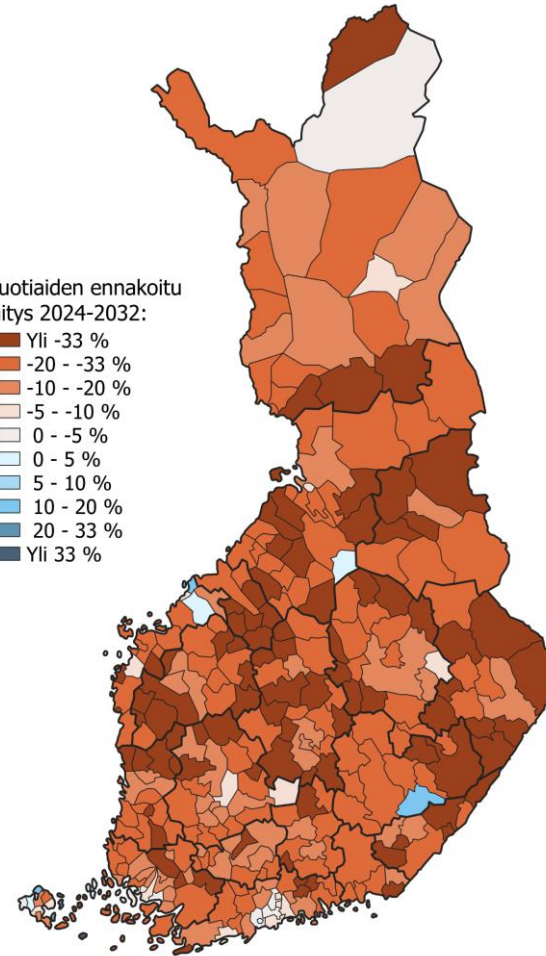 uotiaiden ennakoitu
itys 2024-2032:
Yli -33 %
-20 - -33 %
-10 - -20 %
-5 - -10 %
0 - -5 %
0 - 5 %
5 - 10 %
10 - 20 %
20 - 33 %
Yli 33 %